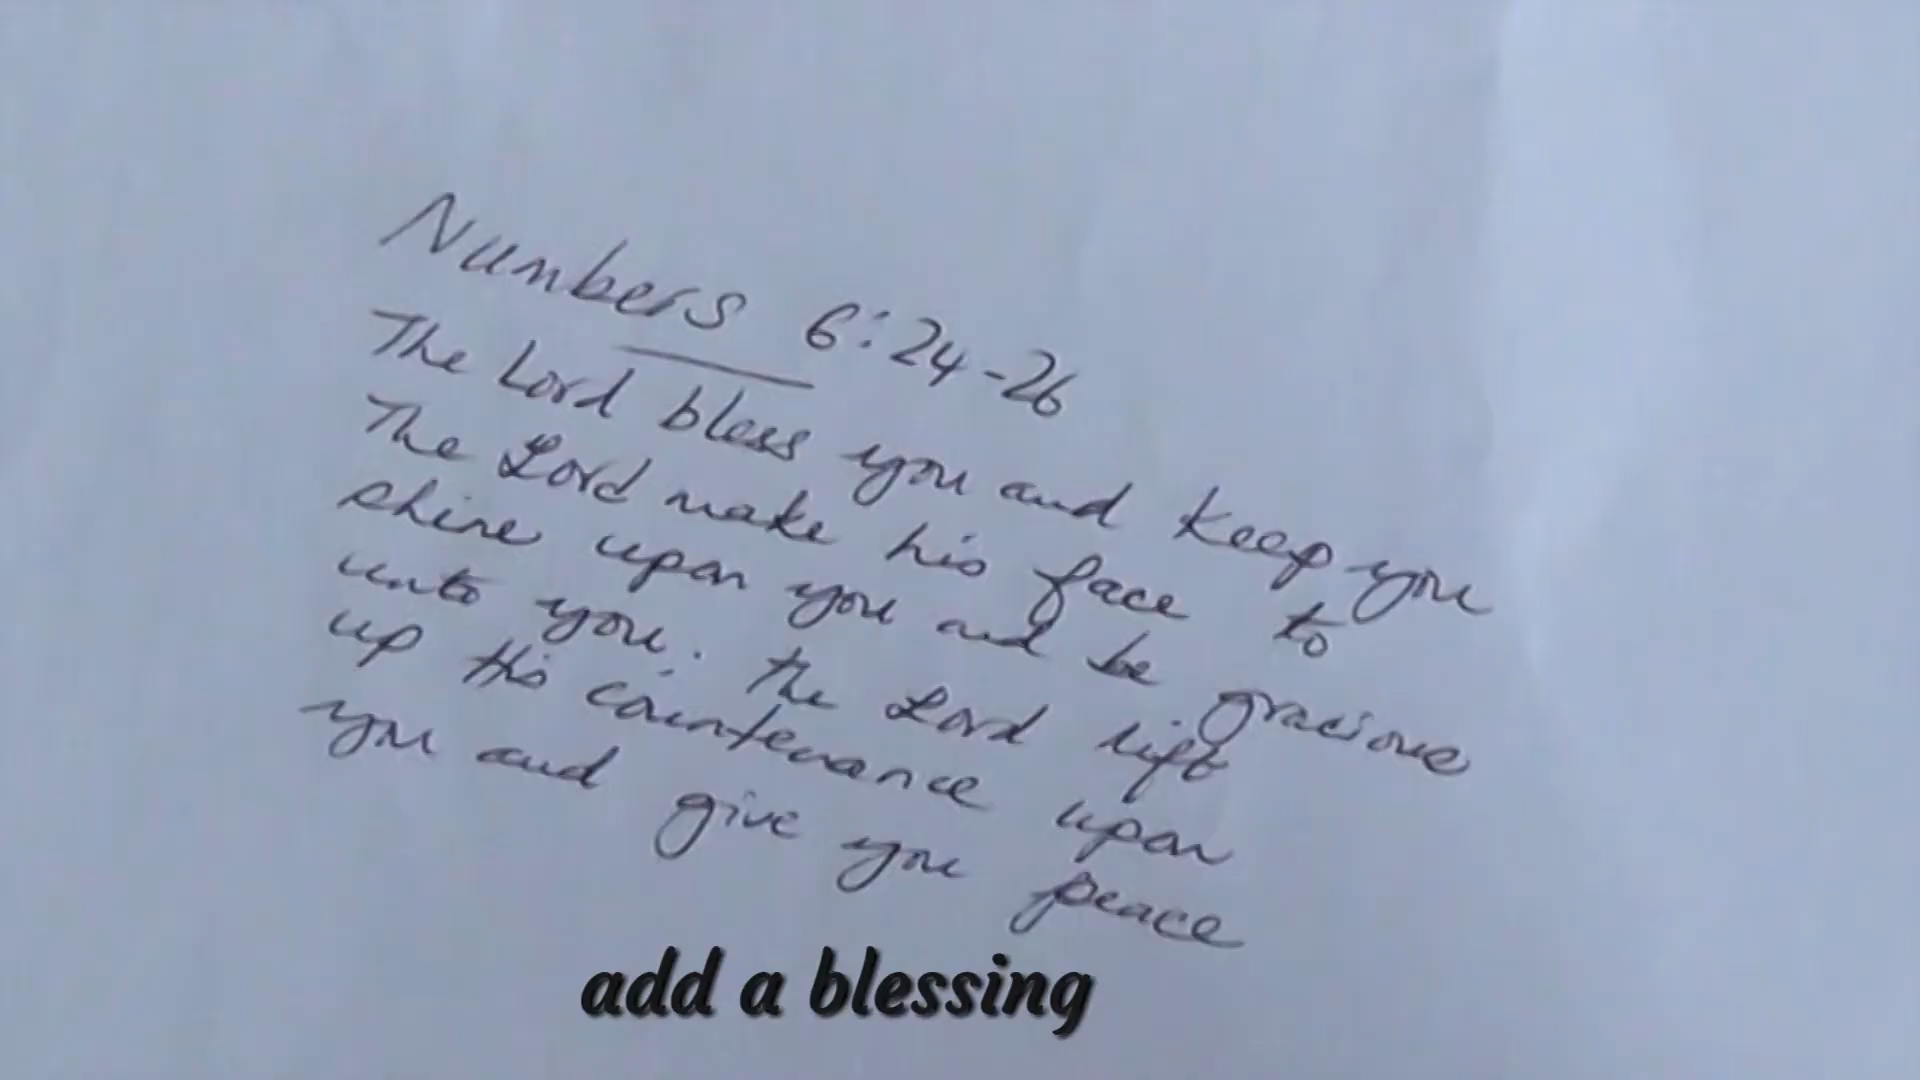 Numbers 6:24-26
The Lord bless you and keep you
The Lord make his face to
shine upon you and be gracious
unto you. The Lord lift
up His countenance upon
you and give you peace
add a blessing